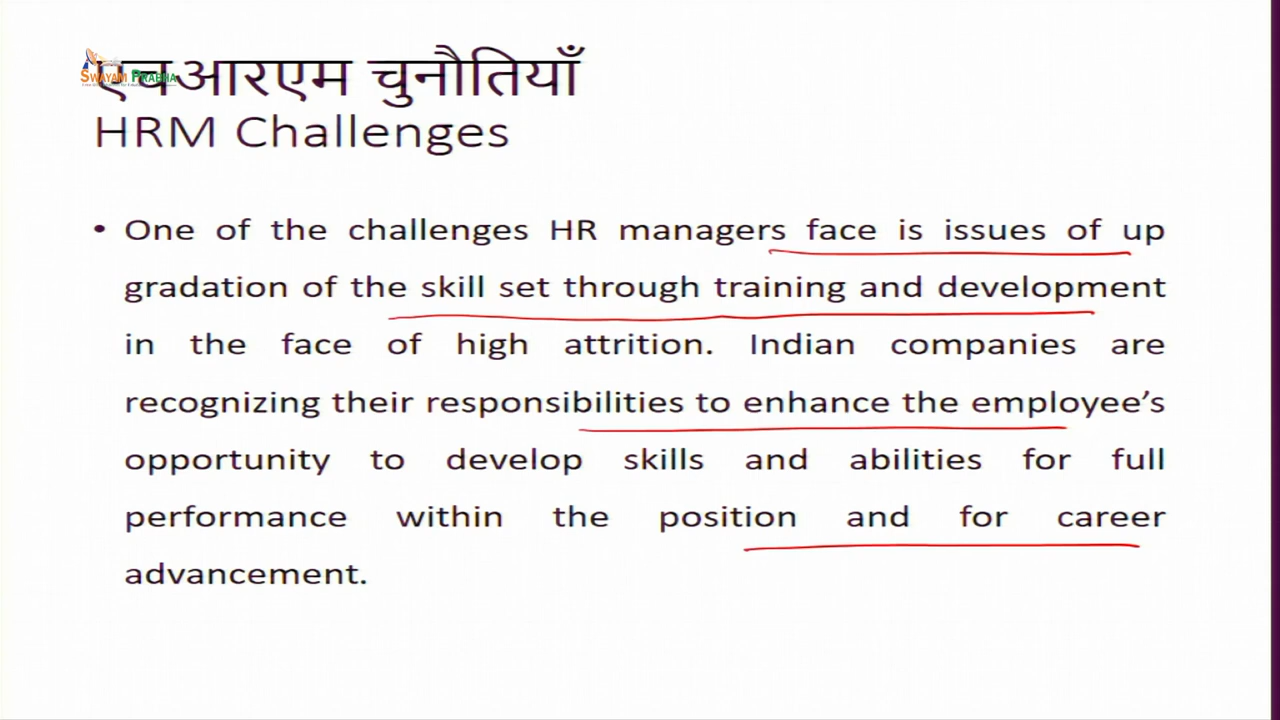 एचआरएम चुनौतियाँ
SWAYAM PRABHA
HRM Challenges
• One of the challenges HR managers face is issues of up
gradation of the skill set through training and development
in the face of high attrition. Indian companies are
recognizing their responsibilities to enhance the employee’s
opportunity to develop skills and abilities for full
performance within the position and for career
advancement.